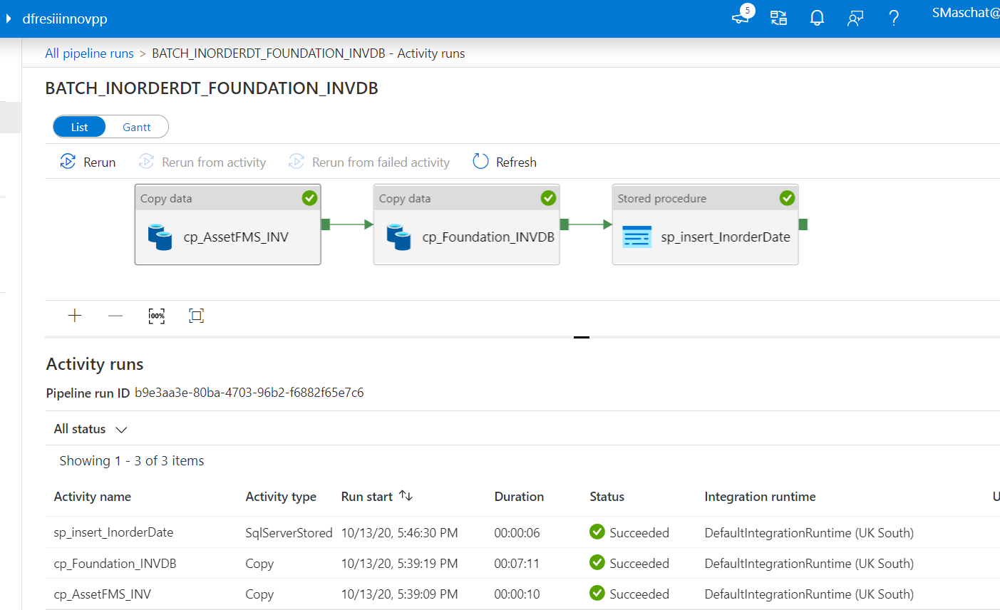 dfresiiinnovpp
5
SMaschat@
All pipeline runs > BATCH_INORDERDT_FOUNDATION_INVDB - Activity runs
BATCH_INORDERDT_FOUNDATION_INVDB
List Gantt
Rerun Rerun from activity Rerun from failed activity Refresh
Copy data Copy data Stored procedure
cp_AssetFMS_INV cp_Foundation_INVDB sp_insert_InorderDate
100%
Activity runs
Pipeline run ID b9e3aa3e-80ba-4703-96b2-f6882f65e7c6
All status
Showing 1 - 3 of 3 items
Activity name Activity type Run start Duration Status Integration runtime U
sp_insert_InorderDate SqlServerStored 10/13/20, 5:46:30 PM 00:00:06 Succeeded DefaultIntegrationRuntime (UK South)
cp_Foundation_INVDB Copy 10/13/20, 5:39:19 PM 00:07:11 Succeeded DefaultIntegrationRuntime (UK South)
cp_AssetFMS_INV Copy 10/13/20, 5:39:09 PM 00:00:10 Succeeded DefaultIntegrationRuntime (UK South)